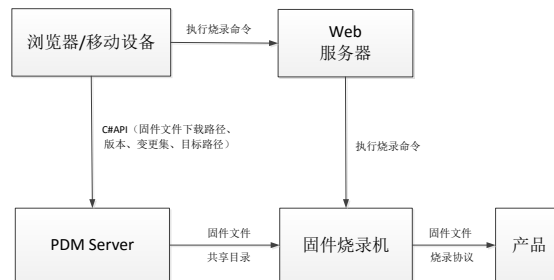 浏览器/移动设备
执行烧录命令
Web
服务器
C#API（固件文件下载路径、
版本、变更集、目标路径）
执行烧录命令
PDM Server
固件文件
共享目录
固件烧录机
固件文件
烧录协议
产品